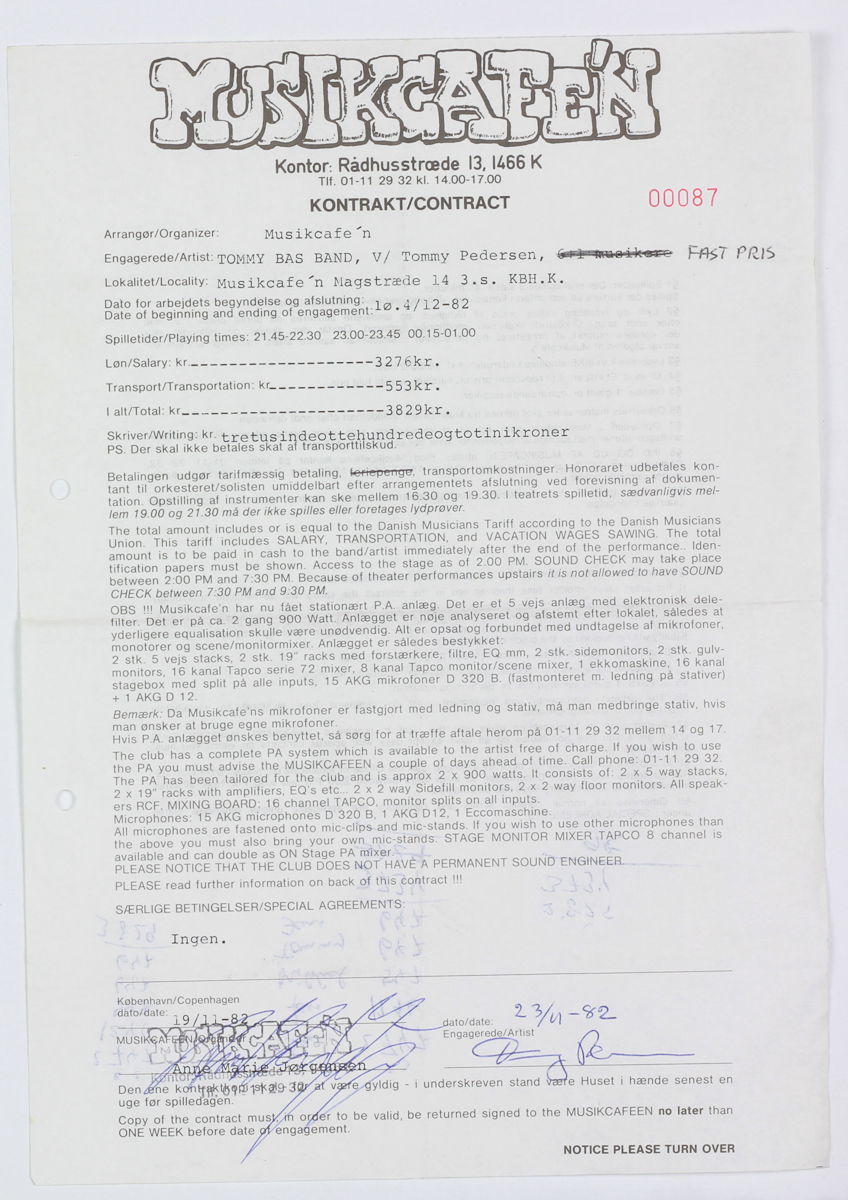 MUSIKCAFE'N
Kontor: Rådhusstræde 13, 1466 K
Tlf. 01-11 29 32 kl. 14.00-17.00
KONTRAKT/CONTRACT
00087
Arrangør/Organizer: Musikcafe´n
Engagerede/Artist: TOMMY BAS BAND, V/ Tommy Pedersen, 6+1 musikere FAST PRIS
Lokalitet/Locality: Musikcafe´n Magstræde 14 3.s. KBH.K.
Dato for arbejdets begyndelse og afslutning:
Date of beginning and ending of engagement: 1ø.4/12-82
Spilletider/Playing times: 21.45-22.30 23.00-23.45 00.15-01.00
Løn/Salary: kr.-------------------3276kr.
Transport/Transportation: kr------------553kr.
I alt/Total: kr--------------------3829kr.
Skriver/Writing: kr. tretusindeottehundredeogtotinikroner
PS. Der skal ikke betales skat af transporttilskud.
Betalingen udgør tarifmæssig betaling, feriepenge, transportomkostninger. Honoraret udbetales kon-
tant til orkesteret/solisten umiddelbart efter arrangementets afslutning ved forevisning af dokumen-
tation. Opstilling af instrumenter kan ske mellem 16.30 og 19.30. I teatrets spilletid, sædvanligvis mel-
lem 19.00 og 21.30 må der ikke spilles eller foretages lydprøver.
The total amount includes or is equal to the Danish Musicians Tariff according to the Danish Musicians
Union. This tariff includes SALARY, TRANSPORTATION, and VACATION WAGES SAWING. The total
amount is to be paid in cash to the band/artist immediately after the end of the performance.. Iden-
tification papers must be shown. Access to the stage as of 2.00 PM. SOUND CHECK may take place
between 2:00 PM and 7:30 PM. Because of theater performances upstairs it is not allowed to have SOUND
CHECK between 7:30 PM and 9:30 PM.
OBS !!! Musikcafe'n har nu fået stationært P.A. anlæg. Det er et 5 vejs anlæg med elektronisk dele-
filter. Det er på ca. 2 gang 900 Watt. Anlægget er nøje analyseret og afstemt efter lokalet, således at
yderligere equalisation skulle være unødvendig. Alt er opsat og forbundet med undtagelse af mikrofoner,
monotorer og scene/monitormixer. Anlægget er således bestykket:
2 stk. 5 vejs stacks, 2 stk. 19" racks med forstærkere, filtre, EQ mm, 2 stk. sidemonitors, 2 stk. gulv-
monitors, 16 kanal Tapco serie 72 mixer, 8 kanal Tapco monitor/scene mixer, 1 ekkomaskine, 16 kanal
stagebox med split på alle inputs, 15 AKG mikrofoner D 320 B. (fastmonteret m. ledning på stativer)
+ 1 AKG D 12.
Bemærk: Da Musikcafe'ns mikrofoner er fastgjort med ledning og stativ, må man medbringe stativ, hvis
man ønsker at bruge egne mikrofoner.
Hvis P.A. anlægget ønskes benyttet, så sørg for at træffe aftale herom på 01-11 29 32 mellem 14 og 17.
The club has a complete PA system which is available to the artist free of charge. If you wish to use
the PA you must advise the MUSIKCAFEEN a couple of days ahead of time. Call phone: 01-11 29 32.
The PA has been tailored for the club and is approx 2 x 900 watts. It consists of: 2 x 5 way stacks,
2 x 19" racks with amplifiers, EQ's etc... 2 x 2 way Sidefill monitors, 2 x 2 way floor monitors. All speak-
ers RCF. MIXING BOARD: 16 channel TAPCO, monitor splits on all inputs.
Microphones: 15 AKG microphones D 320 B, 1 AKG D12, 1 Eccomaschine.
All microphones are fastened onto mic-clips and mic-stands. If you wish to use other microphones than
the above you must also bring your own mic-stands. STAGE MONITOR MIXER TAPCO 8 channel is
available and can double as ON Stage PA mixer.
PLEASE NOTICE THAT THE CLUB DOES NOT HAVE A PERMANENT SOUND ENGINEER.
PLEASE read further information on back of this contract !!!
SÆRLIGE BETINGELSER/SPECIAL AGREEMENTS:
Ingen.
København/Copenhagen
dato/date: 19/11-82
dato/date: 23/11-82
MUSIKCAFEEN/Organizer
Engagerede/Artist
MUSIKCAFE'N
Anne Marie Jørgensen
Kontor: Rådhusstræde 13,
Tlf. 01-11 29 32
Den ene kontraktkopi skal - for at være gyldig - i underskreven stand være Huset i hænde senest en
uge før spilledagen.
Copy of the contract must, in order to be valid, be returned signed to the MUSIKCAFEEN no later than
ONE WEEK before date of engagement.
NOTICE PLEASE TURN OVER